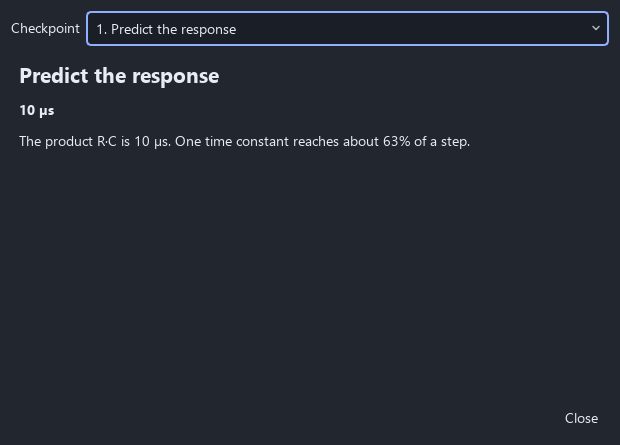 Checkpoint
1. Predict the response
Predict the response
10 µs
The product R·C is 10 µs. One time constant reaches about 63% of a step.
Close